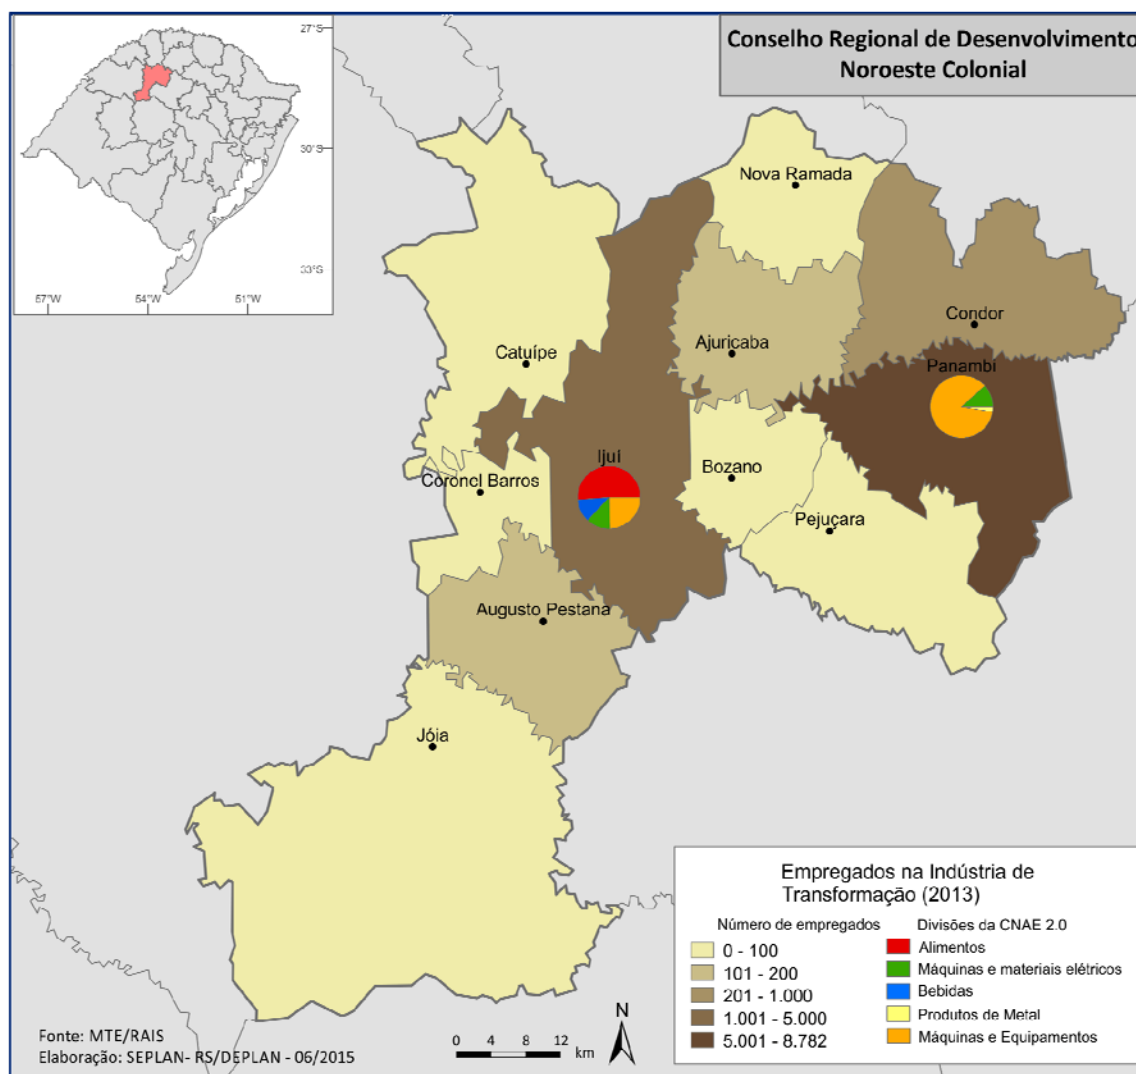 Conselho Regional de Desenvolvimento
Noroeste Colonial
27°S
30°S
33°S
57°W
54°W
51°W
Nova Ramada
Condor
Ajuricaba
Catuípe
Panambi
Ijuí
Bozano
Coronel Barros
Pejuçara
Augusto Pestana
Jóia
Empregados na Indústria de
Transformação (2013)
Número de empregados
0 - 100
101 - 200
201 - 1.000
1.001 - 5.000
5.001 - 8.782
Divisões da CNAE 2.0
Alimentos
Máquinas e materiais elétricos
Bebidas
Produtos de Metal
Máquinas e Equipamentos
Fonte: MTE/RAIS
Elaboração: SEPLAN- RS/DEPLAN - 06/2015
0 4 8 12
km
N